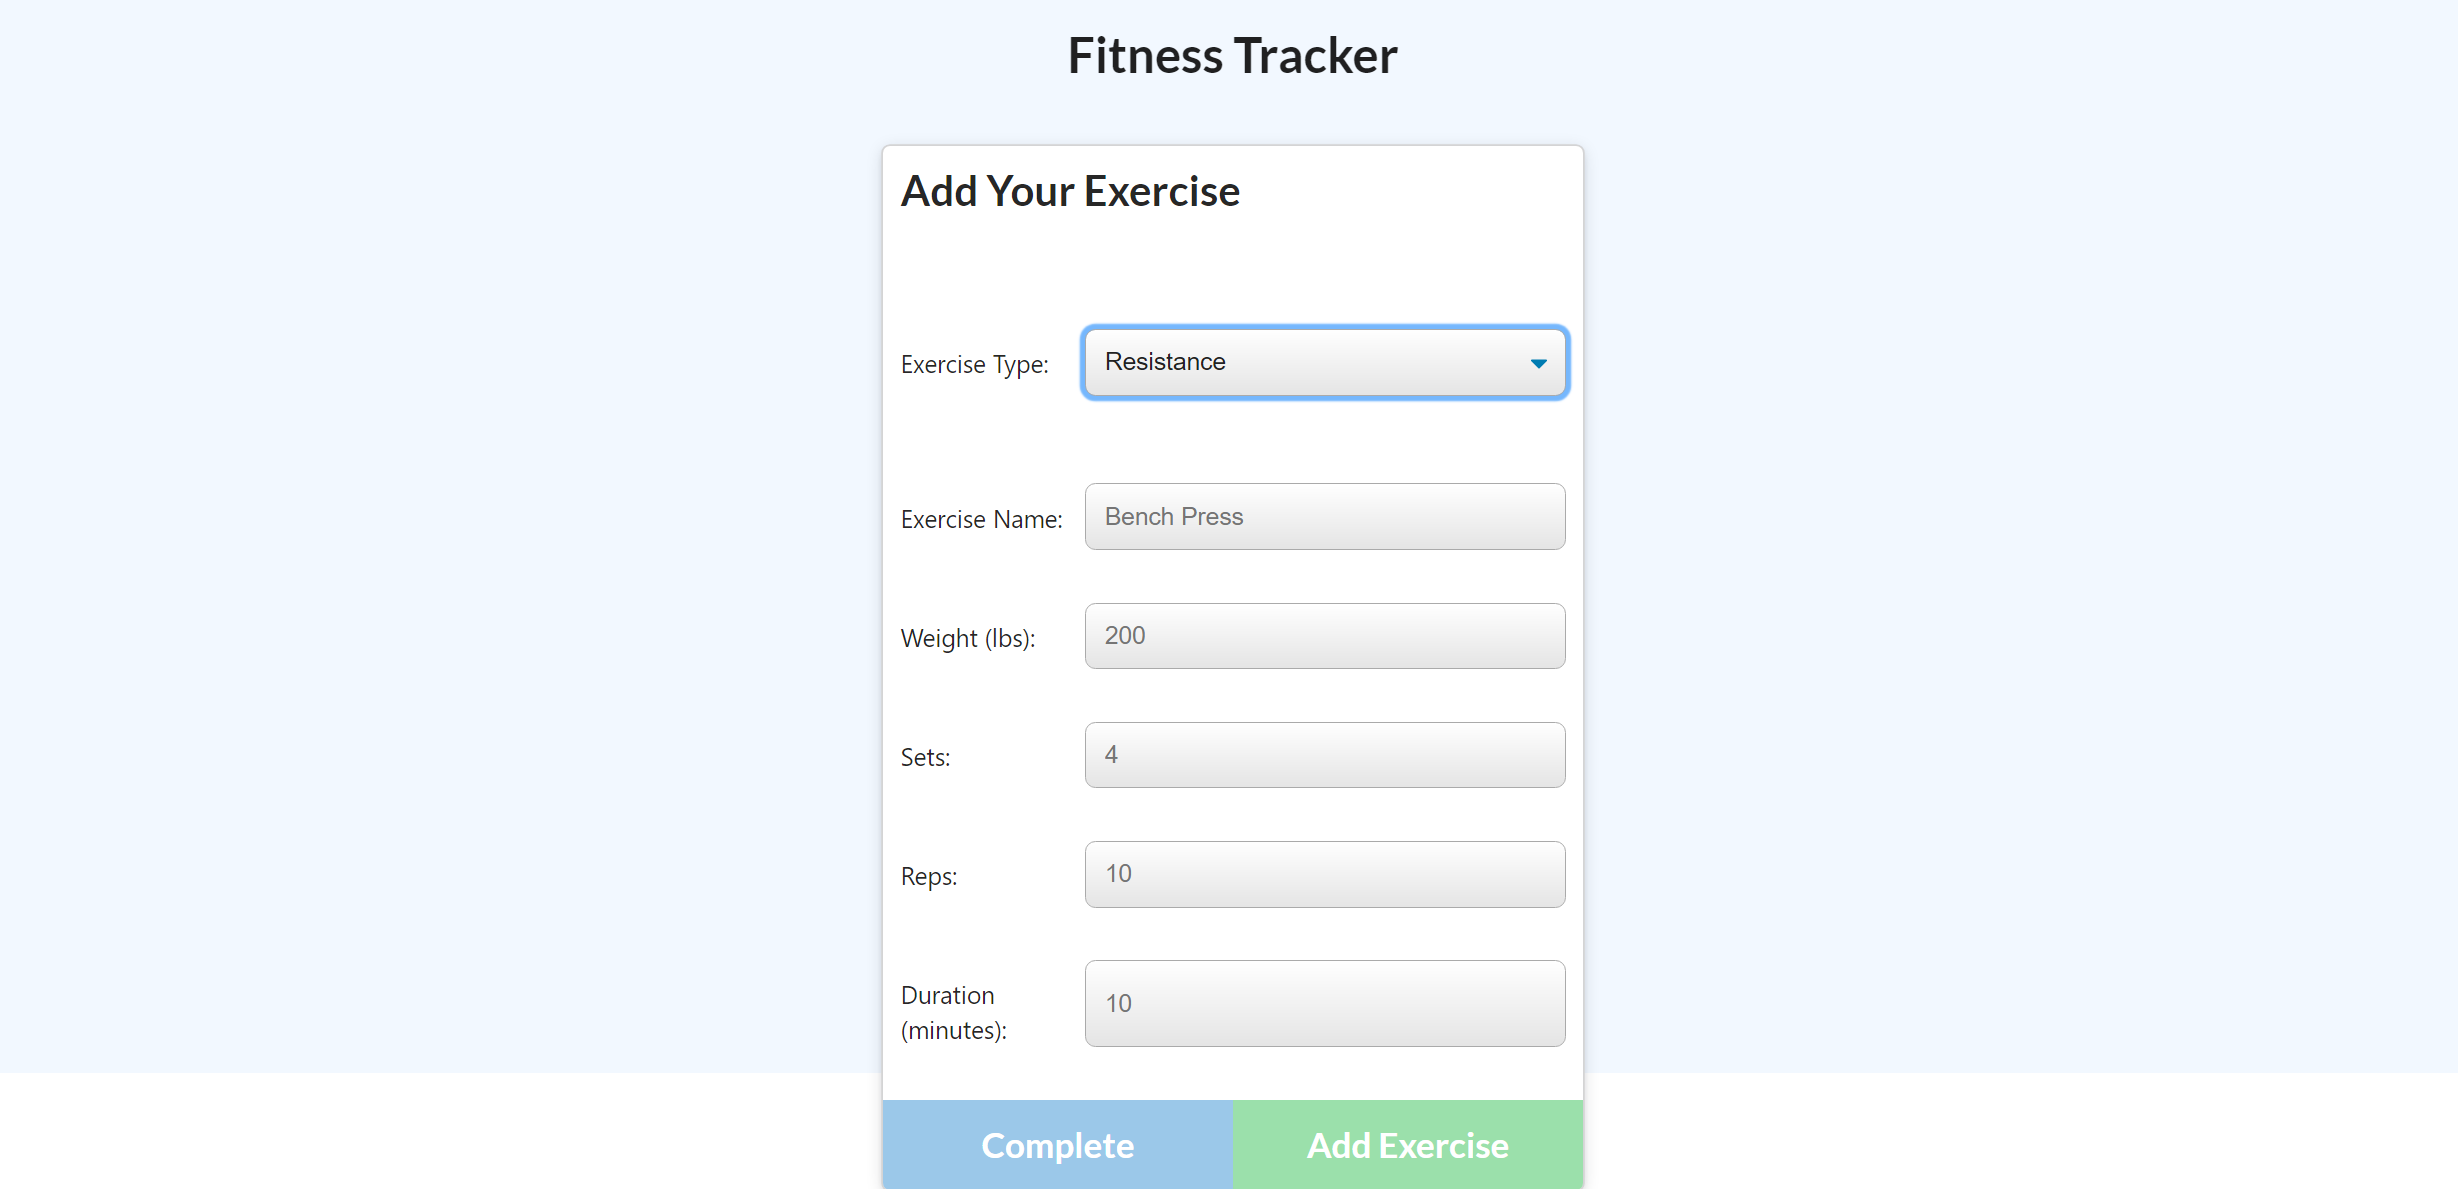 Fitness Tracker
Add Your Exercise
Exercise Type: Resistance
Exercise Name: Bench Press
Weight (lbs): 200
Sets: 4
Reps: 10
Duration
(minutes): 10
Complete Add Exercise